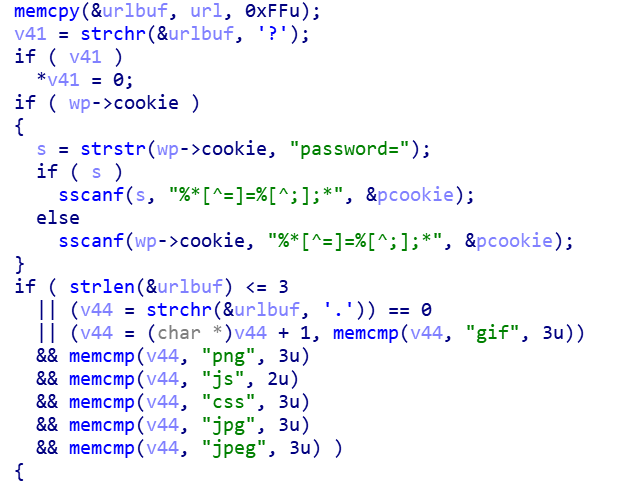 memcpy(&urlbuf, url, 0xFFu);
v41 = strchr(&urlbuf, '?');
if ( v41 )
  *v41 = 0;
if ( wp->cookie )
{
  s = strstr(wp->cookie, "password=");
  if ( s )
    sscanf(s, "%*[^=]=%[^;];*", &pcookie);
  else
    sscanf(wp->cookie, "%*[^=]=%[^;];*", &pcookie);
}
if ( strlen(&urlbuf) <= 3
  || (v44 = strchr(&urlbuf, '.')) == 0
  || (v44 = (char *)v44 + 1, memcmp(v44, "gif", 3u))
  && memcmp(v44, "png", 3u)
  && memcmp(v44, "js", 2u)
  && memcmp(v44, "css", 3u)
  && memcmp(v44, "jpg", 3u)
  && memcmp(v44, "jpeg", 3u) )
{